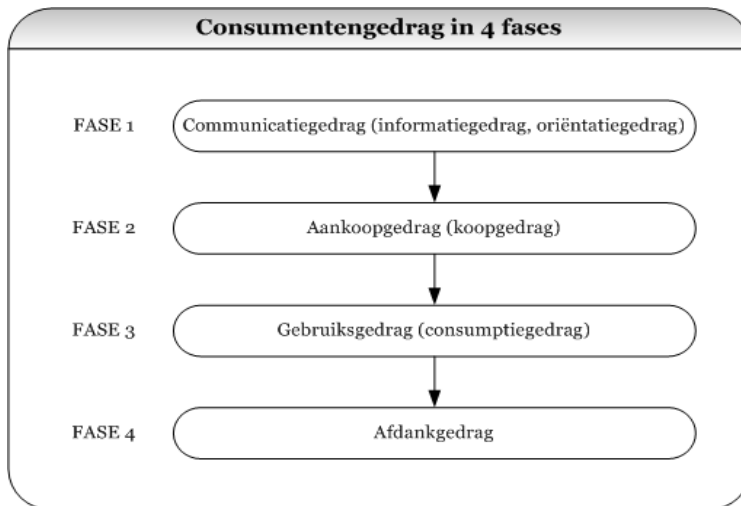 Consumentengedrag in 4 fases
FASE 1 Communicatiegedrag (informatiegedrag, oriëntatiegedrag)
FASE 2 Aankoopgedrag (koopgedrag)
FASE 3 Gebruiksgedrag (consumptiegedrag)
FASE 4 Afdankgedrag